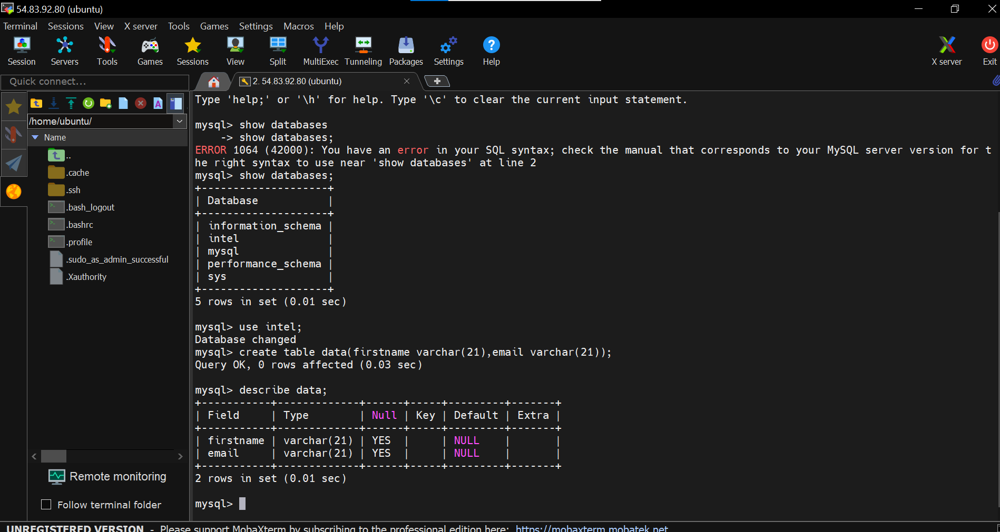 54.83.92.80 (ubuntu)
Terminal Sessions View X server Tools Games Settings Macros Help
Session Servers Tools Games Sessions View Split MultiExec Tunneling Packages Settings Help X server Exit
Quick connect...
2. 54.83.92.80 (ubuntu)
/home/ubuntu/
Name
..
.cache
.ssh
.bash_logout
.bashrc
.profile
.sudo_as_admin_successful
.Xauthority
Remote monitoring
Follow terminal folder
Type 'help;' or '\h' for help. Type '\c' to clear the current input statement.
mysql> show databases
    -> show databases;
ERROR 1064 (42000): You have an error in your SQL syntax; check the manual that corresponds to your MySQL server version for t
he right syntax to use near 'show databases' at line 2
mysql> show databases;
+--------------------+
| Database           |
+--------------------+
| information_schema |
| intel              |
| mysql              |
| performance_schema |
| sys                |
+--------------------+
5 rows in set (0.01 sec)
mysql> use intel;
Database changed
mysql> create table data(firstname varchar(21),email varchar(21));
Query OK, 0 rows affected (0.03 sec)
mysql> describe data;
+-----------+-------------+------+-----+---------+-------+
| Field     | Type        | Null | Key | Default | Extra |
+-----------+-------------+------+-----+---------+-------+
| firstname | varchar(21) | YES  |     | NULL    |       |
| email     | varchar(21) | YES  |     | NULL    |       |
+-----------+-------------+------+-----+---------+-------+
2 rows in set (0.01 sec)
mysql>
UNREGISTERED VERSION - Please support MobaXterm by subscribing to the professional edition here: https://mobaxterm.mobatek.net